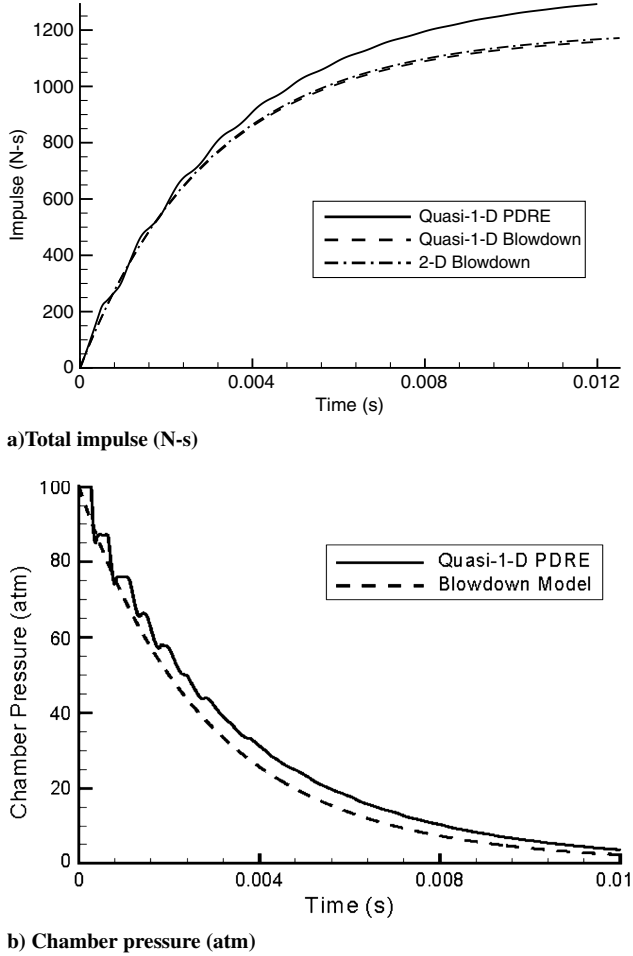 1200
1000
800
600
400
200
0
Impulse (N-s)
Quasi-1-D PDRE
Quasi-1-D Blowdown
2-D Blowdown
0
0.004
0.008
0.012
Time (s)
a)Total impulse (N-s)
100
80
60
40
20
0
Chamber Pressure (atm)
Quasi-1-D PDRE
Blowdown Model
0.004
0.008
0.01
Time (s)
b) Chamber pressure (atm)